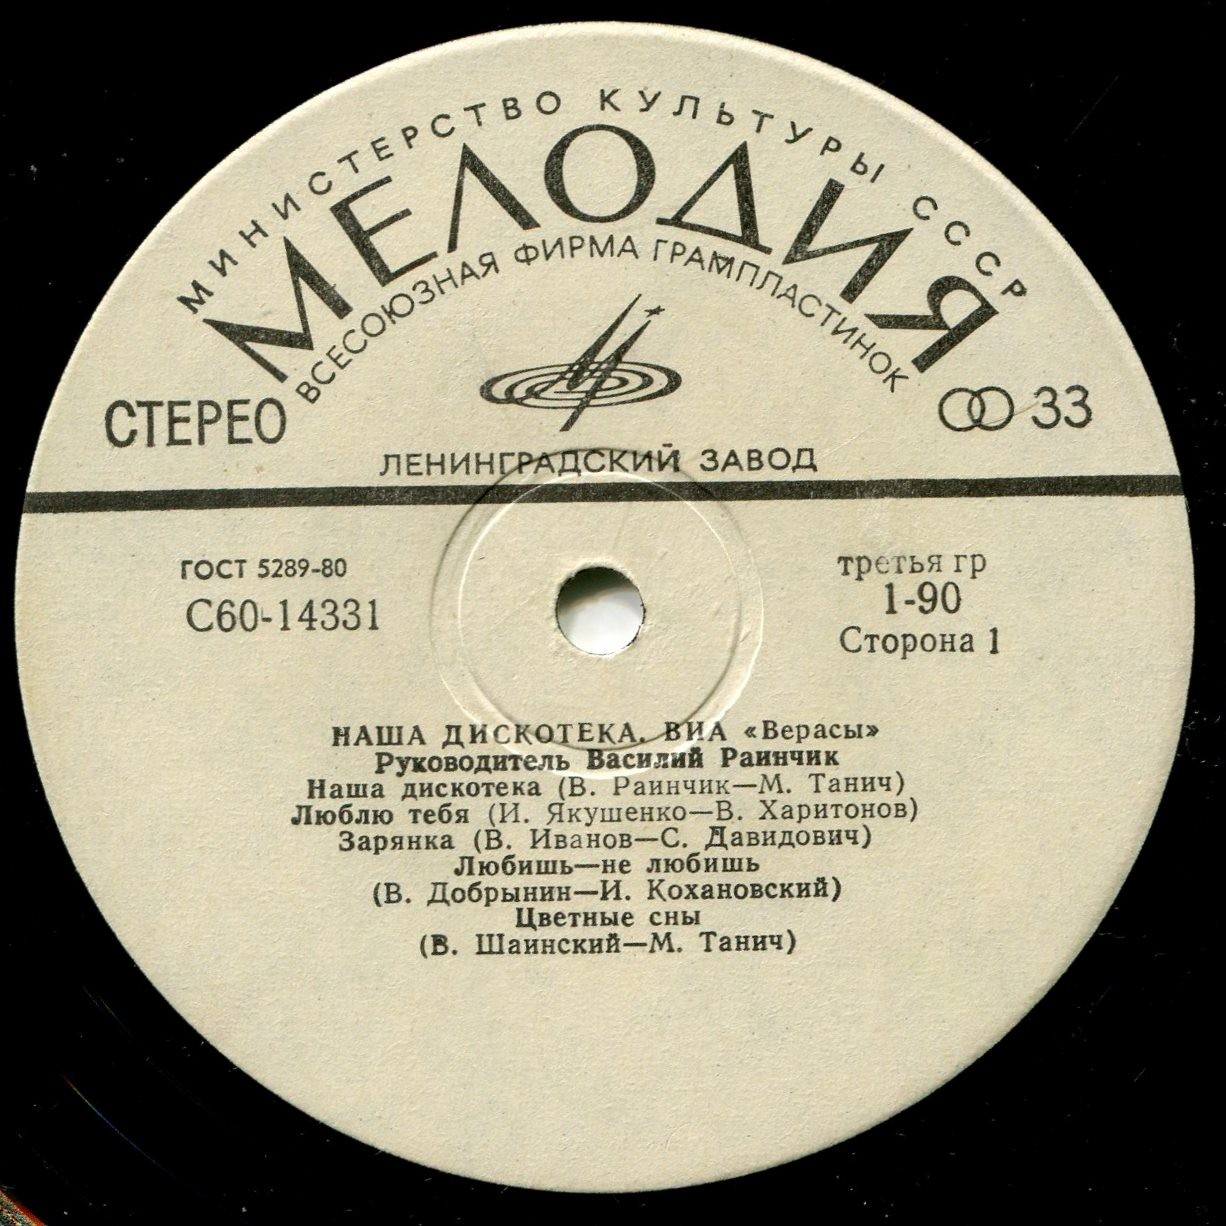 МИНИСТЕРСТВО КУЛЬТУРЫ СССР
МЕЛОДИЯ
ВСЕСОЮЗНАЯ ФИРМА ГРАМПЛАСТИНОК
СТЕРЕО
33
ЛЕНИНГРАДСКИЙ ЗАВОД
ГОСТ 5289-80
С60-14331
третья гр
1-90
Сторона 1
НАША ДИСКОТЕКА. ВИА «Верасы»
Руководитель Василий Раинчик
Наша дискотека (В. Раинчик—М. Танич)
Люблю тебя (И. Якушенко—В. Харитонов)
Зарянка (В. Иванов—С. Давидович)
Любишь—не любишь
(В. Добрынин—И. Кохановский)
Цветные сны
(В. Шаинский—М. Танич)